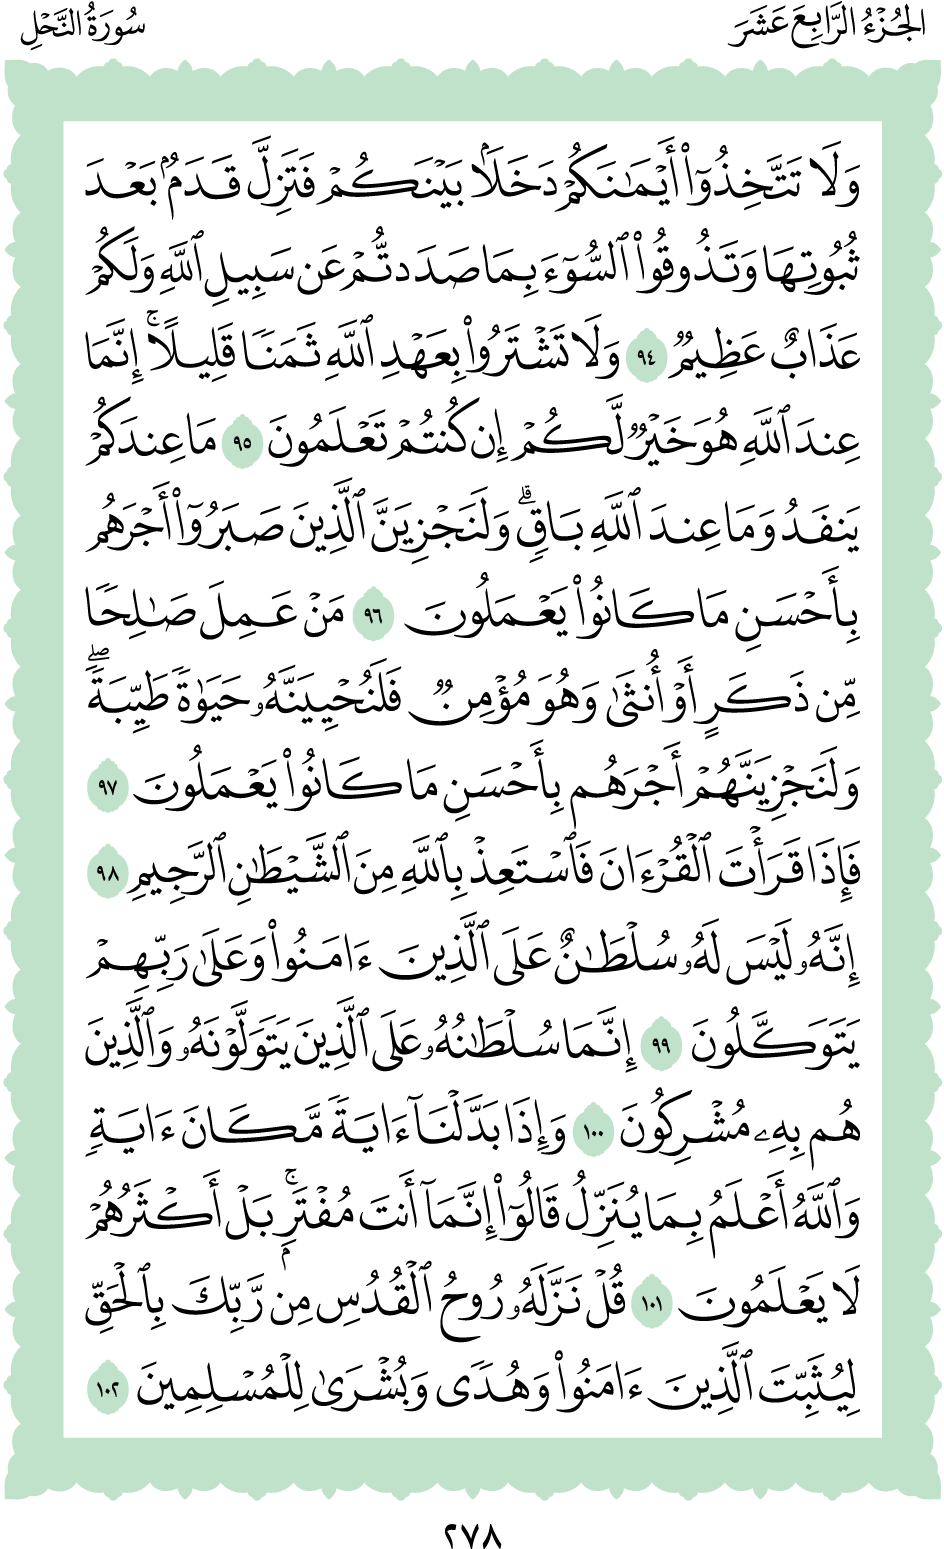 الجُزْءُ الرَّابِعَ عَشَرَ
سُورَةُ النَّحْلِ
وَلَا تَتَّخِذُوٓا۟ أَيْمَـٰنَكُمْ دَخَلًۢا بَيْنَكُمْ فَتَزِلَّ قَدَمٌۢ بَعْدَ
ثُبُوتِهَا وَتَذُوقُوا۟ ٱلسُّوٓءَ بِمَا صَدَدتُّمْ عَن سَبِيلِ ٱللَّهِ وَلَكُمْ
عَذَابٌ عَظِيمٌ ٩٤ وَلَا تَشْتَرُوا۟ بِعَهْدِ ٱللَّهِ ثَمَنًا قَلِيلًا ۚ إِنَّمَا
عِندَ ٱللَّهِ هُوَ خَيْرٌ لَّكُمْ إِن كُنتُمْ تَعْلَمُونَ ٩٥ مَا عِندَكُمْ
يَنفَدُ وَمَا عِندَ ٱللَّهِ بَاقٍ ۗ وَلَنَجْزِيَنَّ ٱلَّذِينَ صَبَرُوٓا۟ أَجْرَهُم
بِأَحْسَنِ مَا كَانُوا۟ يَعْمَلُونَ ٩٦ مَنْ عَمِلَ صَـٰلِحًا
مِّن ذَكَرٍ أَوْ أُنثَىٰ وَهُوَ مُؤْمِنٌ فَلَنُحْيِيَنَّهُۥ حَيَوٰةً طَيِّبَةً ۖ
وَلَنَجْزِيَنَّهُمْ أَجْرَهُم بِأَحْسَنِ مَا كَانُوا۟ يَعْمَلُونَ ٩٧
فَإِذَا قَرَأْتَ ٱلْقُرْءَانَ فَٱسْتَعِذْ بِٱللَّهِ مِنَ ٱلشَّيْطَـٰنِ ٱلرَّجِيمِ ٩٨
إِنَّهُۥ لَيْسَ لَهُۥ سُلْطَـٰنٌ عَلَى ٱلَّذِينَ ءَامَنُوا۟ وَعَلَىٰ رَبِّهِمْ
يَتَوَكَّلُونَ ٩٩ إِنَّمَا سُلْطَـٰنُهُۥ عَلَى ٱلَّذِينَ يَتَوَلَّوْنَهُۥ وَٱلَّذِينَ
هُم بِهِۦ مُشْرِكُونَ ١٠٠ وَإِذَا بَدَّلْنَآ ءَايَةً مَّكَانَ ءَايَةٍ
وَٱللَّهُ أَعْلَمُ بِمَا يُنَزِّلُ قَالُوٓا۟ إِنَّمَآ أَنتَ مُفْتَرٍۭ ۚ بَلْ أَكْثَرُهُمْ
لَا يَعْلَمُونَ ١٠١ قُلْ نَزَّلَهُۥ رُوحُ ٱلْقُدُسِ مِن رَّبِّكَ بِٱلْحَقِّ
لِيُثَبِّتَ ٱلَّذِينَ ءَامَنُوا۟ وَهُدًى وَبُشْرَىٰ لِلْمُسْلِمِينَ ١٠٢
٢٧٨